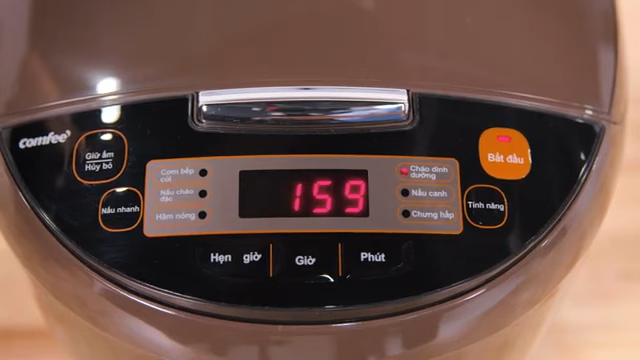 comfee'
Giữ ấm
Hủy bỏ
Nấu nhanh
Cơm bếp
củi
Nấu cháo
đặc
Hâm nóng
159
Cháo dinh
dưỡng
Nấu canh
Chưng hấp
Bắt đầu
Tính năng
Hẹn giờ
Giờ
Phút